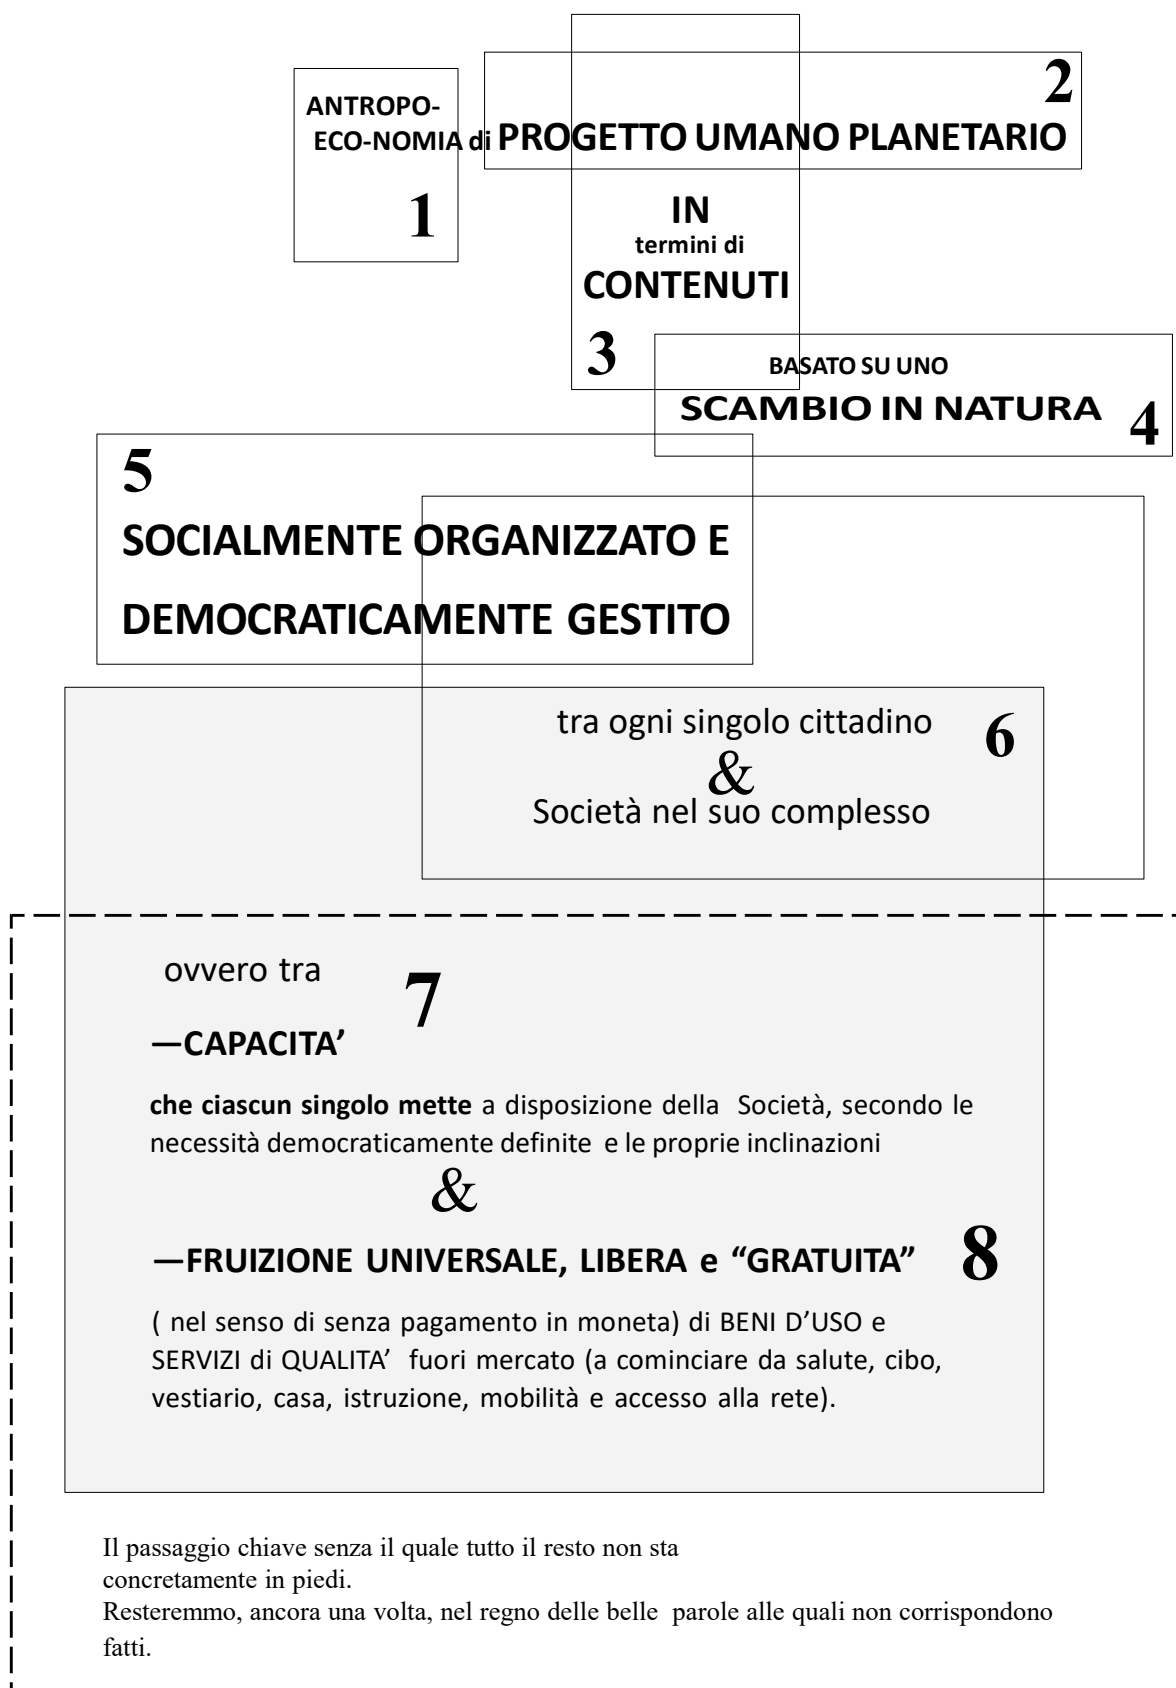 ANTROPO-
ECO-NOMIA di PROGETTO UMANO PLANETARIO
2
1
IN
termini di
CONTENUTI
3
BASATO SU UNO
SCAMBIO IN NATURA
4
5
SOCIALMENTE ORGANIZZATO E
DEMOCRATICAMENTE GESTITO
tra ogni singolo cittadino
6
&
Società nel suo complesso
ovvero tra
7
—CAPACITA’
che ciascun singolo mette a disposizione della Società, secondo le
necessità democraticamente definite e le proprie inclinazioni
&
—FRUIZIONE UNIVERSALE, LIBERA e “GRATUITA”
8
( nel senso di senza pagamento in moneta) di BENI D’USO e
SERVIZI di QUALITA’ fuori mercato (a cominciare da salute, cibo,
vestiario, casa, istruzione, mobilità e accesso alla rete).
Il passaggio chiave senza il quale tutto il resto non sta
concretamente in piedi.
Resteremmo, ancora una volta, nel regno delle belle parole alle quali non corrispondono
fatti.